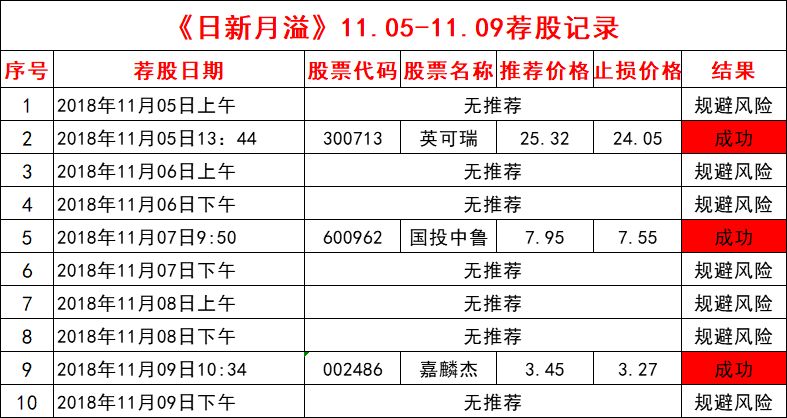 《日新月溢》11.05-11.09荐股记录
序号 荐股日期 股票代码 股票名称 推荐价格 止损价格 结果
1 2018年11月05日上午 无推荐 规避风险
2 2018年11月05日13：44 300713 英可瑞 25.32 24.05 成功
3 2018年11月06日上午 无推荐 规避风险
4 2018年11月06日下午 无推荐 规避风险
5 2018年11月07日9:50 600962 国投中鲁 7.95 7.55 成功
6 2018年11月07日下午 无推荐 规避风险
7 2018年11月08日上午 无推荐 规避风险
8 2018年11月08日下午 无推荐 规避风险
9 2018年11月09日10:34 002486 嘉麟杰 3.45 3.27 成功
10 2018年11月09日下午 无推荐 规避风险